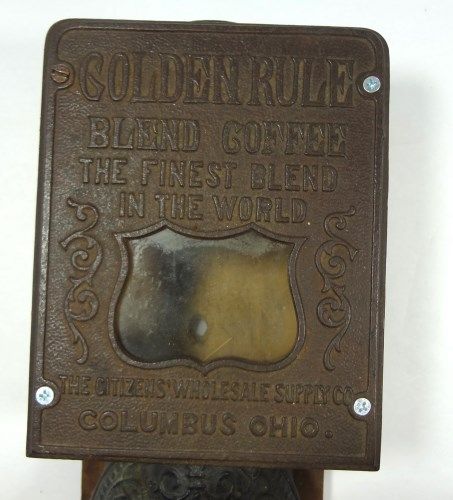 GOLDEN RULE
BLEND COFFEE
THE FINEST BLEND
IN THE WORLD
THE CITIZENS' WHOLESALE SUPPLY CO.
COLUMBUS OHIO.